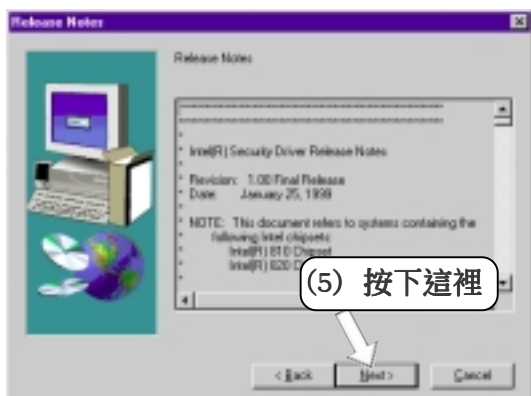 Release Notes
Release Notes
Intel(R) Security Driver Release Notes
Revision: 1.00 Final Release
Date: January 25, 1999
NOTE: This document refers to systems containing the
following Intel chipsets:
Intel(R) 810 Chipset
Intel(R) 820
(5) 按下這裡
< Back
Next >
Cancel